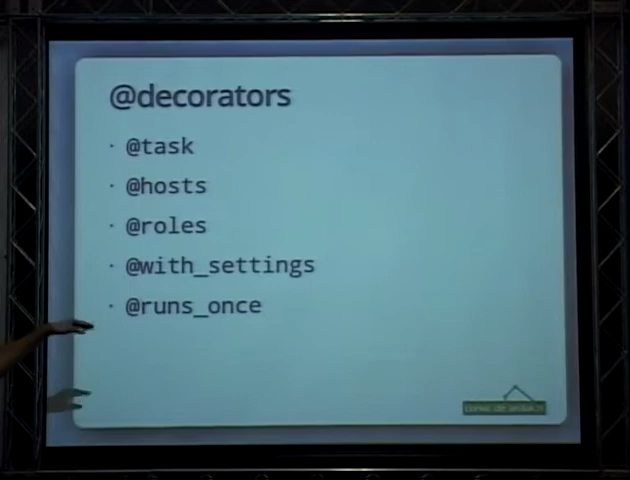 @decorators
· @task
· @hosts
· @roles
· @with_settings
· @runs_once